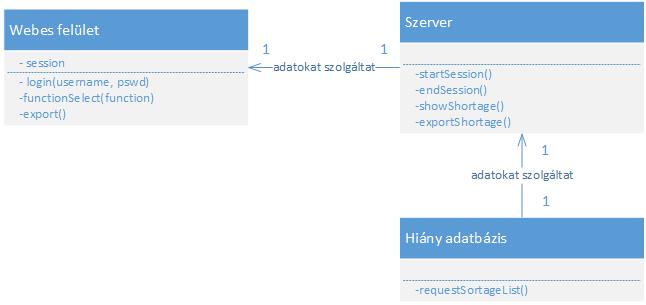 Webes felület
- session
- login(username, pswd)
-functionSelect(function)
-export()
1
adatokat szolgáltat
1
Szerver
-startSession()
-endSession()
-showShortage()
-exportShortage()
1
adatokat szolgáltat
1
Hiány adatbázis
-requestSortageList()